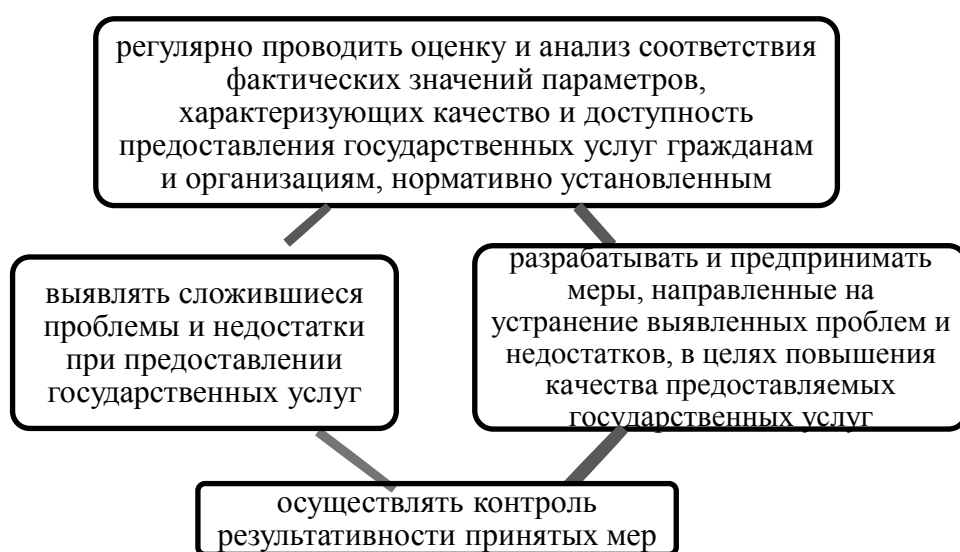 регулярно проводить оценку и анализ соответствия
фактических значений параметров,
характеризующих качество и доступность
предоставления государственных услуг гражданам
и организациям, нормативно установленным
выявлять сложившиеся
проблемы и недостатки
при предоставлении
государственных услуг
разрабатывать и предпринимать
меры, направленные на
устранение выявленных проблем и
недостатков, в целях повышения
качества предоставляемых
государственных услуг
осуществлять контроль
результативности принятых мер